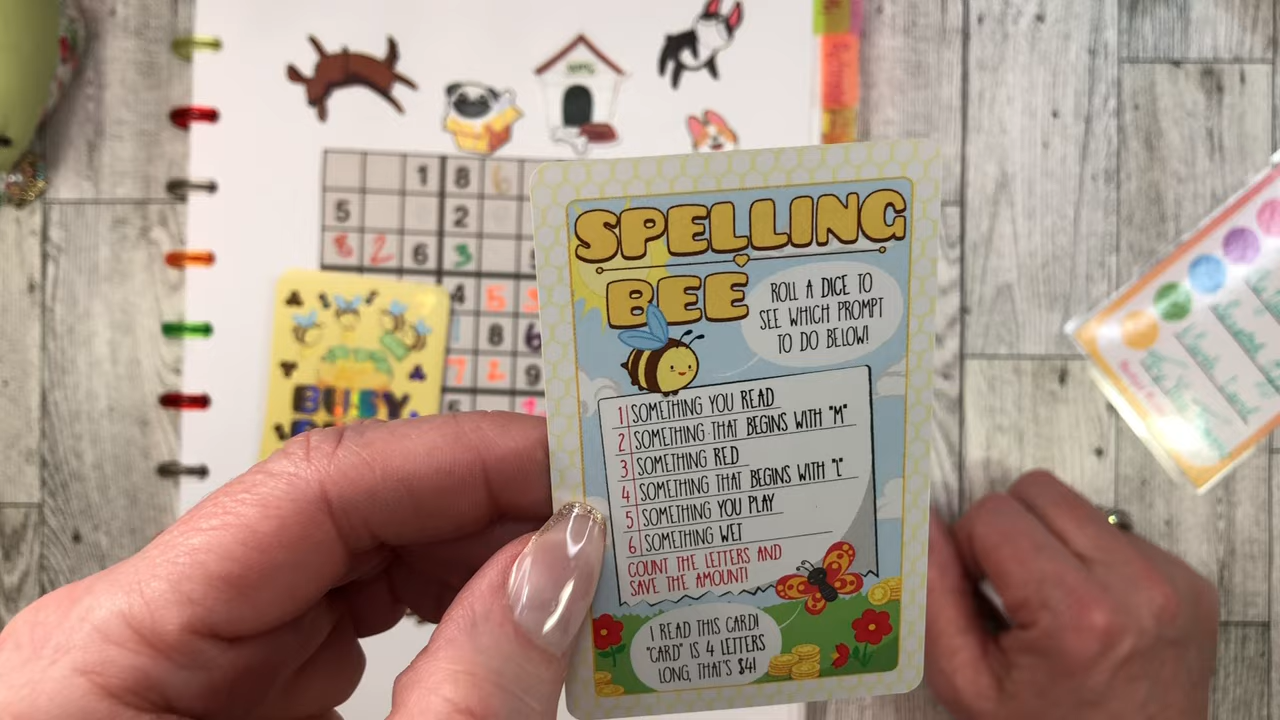 SPELLING
BEE
ROLL A DICE TO
SEE WHICH PROMPT
TO DO BELOW!
1 SOMETHING YOU READ
2 SOMETHING THAT BEGINS WITH "M"
3 SOMETHING RED
4 SOMETHING THAT BEGINS WITH "L"
5 SOMETHING YOU PLAY
6 SOMETHING WET
COUNT THE LETTERS AND
SAVE THE AMOUNT!
I READ THIS CARD!
"CARD" IS 4 LETTERS
LONG, THAT'S $4!
1 8 6
5 2
8 2 6 3
4 5
8 6
7 2 9
BUSY